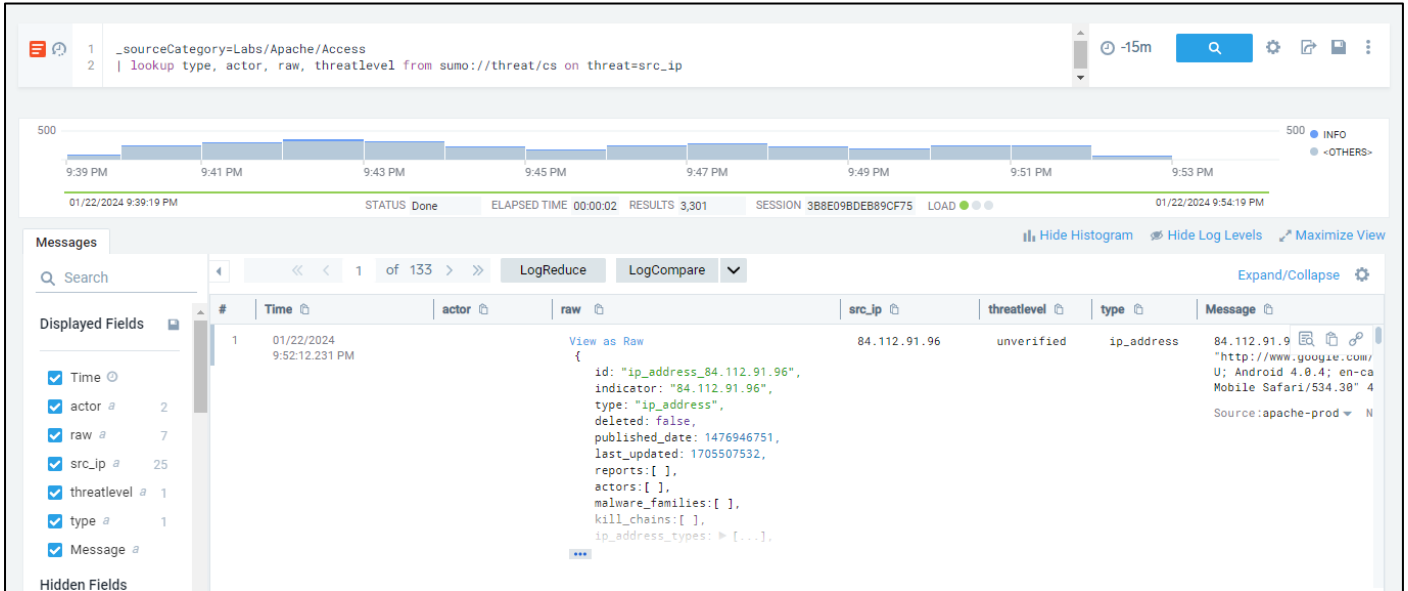 1 _sourceCategory=Labs/Apache/Access
2 | lookup type, actor, raw, threatlevel from sumo://threat/cs on threat=src_ip
-15m
500
500
INFO
<OTHERS>
9:39 PM 9:41 PM 9:43 PM 9:45 PM 9:47 PM 9:49 PM 9:51 PM 9:53 PM
01/22/2024 9:39:19 PM STATUS Done ELAPSED TIME 00:00:02 RESULTS 3,301 SESSION 3B8E09BDEB89CF75 LOAD 01/22/2024 9:54:19 PM
Messages
Hide Histogram Hide Log Levels Maximize View
Search
1 of 133 LogReduce LogCompare Expand/Collapse
Displayed Fields
Time
actor a 2
raw a 7
src_ip a 25
threatlevel a 1
type a 1
Message a
Hidden Fields
# Time actor raw src_ip threatlevel type Message
1 01/22/2024 View as Raw 84.112.91.96 unverified ip_address 84.112.91.9
9:52:12.231 PM { "http://www.google.com/
id: "ip_address_84.112.91.96", U; Android 4.0.4; en-ca
indicator: "84.112.91.96", Mobile Safari/534.30" 4
type: "ip_address",
deleted: false, Source:apache-prod N
published_date: 1476946751,
last_updated: 1705507532,
reports:[ ],
actors:[ ],
malware_families:[ ],
kill_chains:[ ],
ip_address_types: [...],